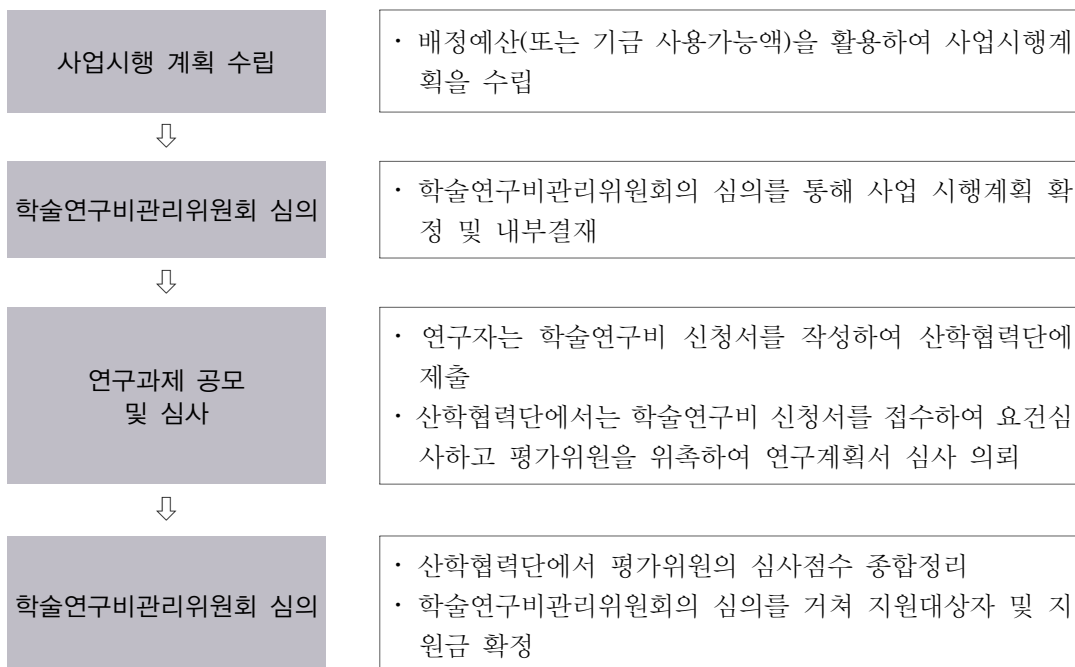 사업시행 계획 수립
· 배정예산(또는 기금 사용가능액)을 활용하여 사업시행계
획을 수립
⇩
학술연구비관리위원회 심의
· 학술연구비관리위원회의 심의를 통해 사업 시행계획 확
정 및 내부결재
⇩
연구과제 공모
및 심사
· 연구자는 학술연구비 신청서를 작성하여 산학협력단에
제출
· 산학협력단에서는 학술연구비 신청서를 접수하여 요건심
사하고 평가위원을 위촉하여 연구계획서 심사 의뢰
⇩
학술연구비관리위원회 심의
· 산학협력단에서 평가위원의 심사점수 종합정리
· 학술연구비관리위원회의 심의를 거쳐 지원대상자 및 지
원금 확정